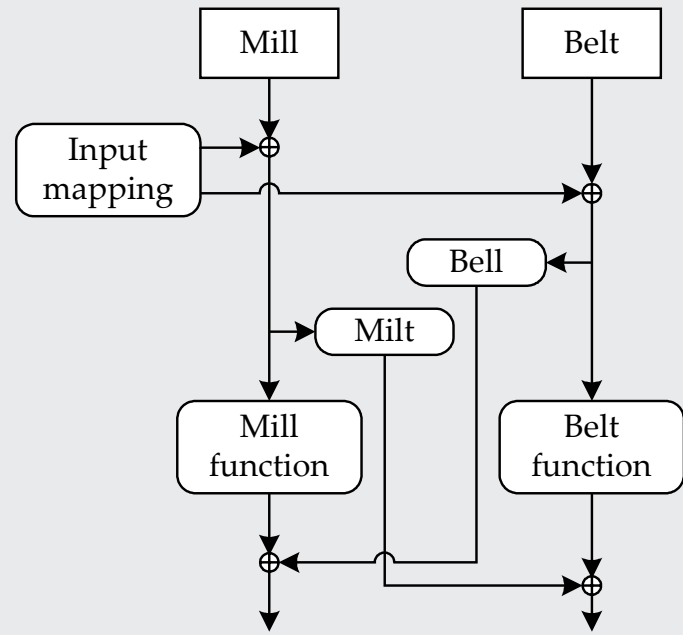 Mill
Belt
Input
mapping
Bell
Milt
Mill
function
Belt
function